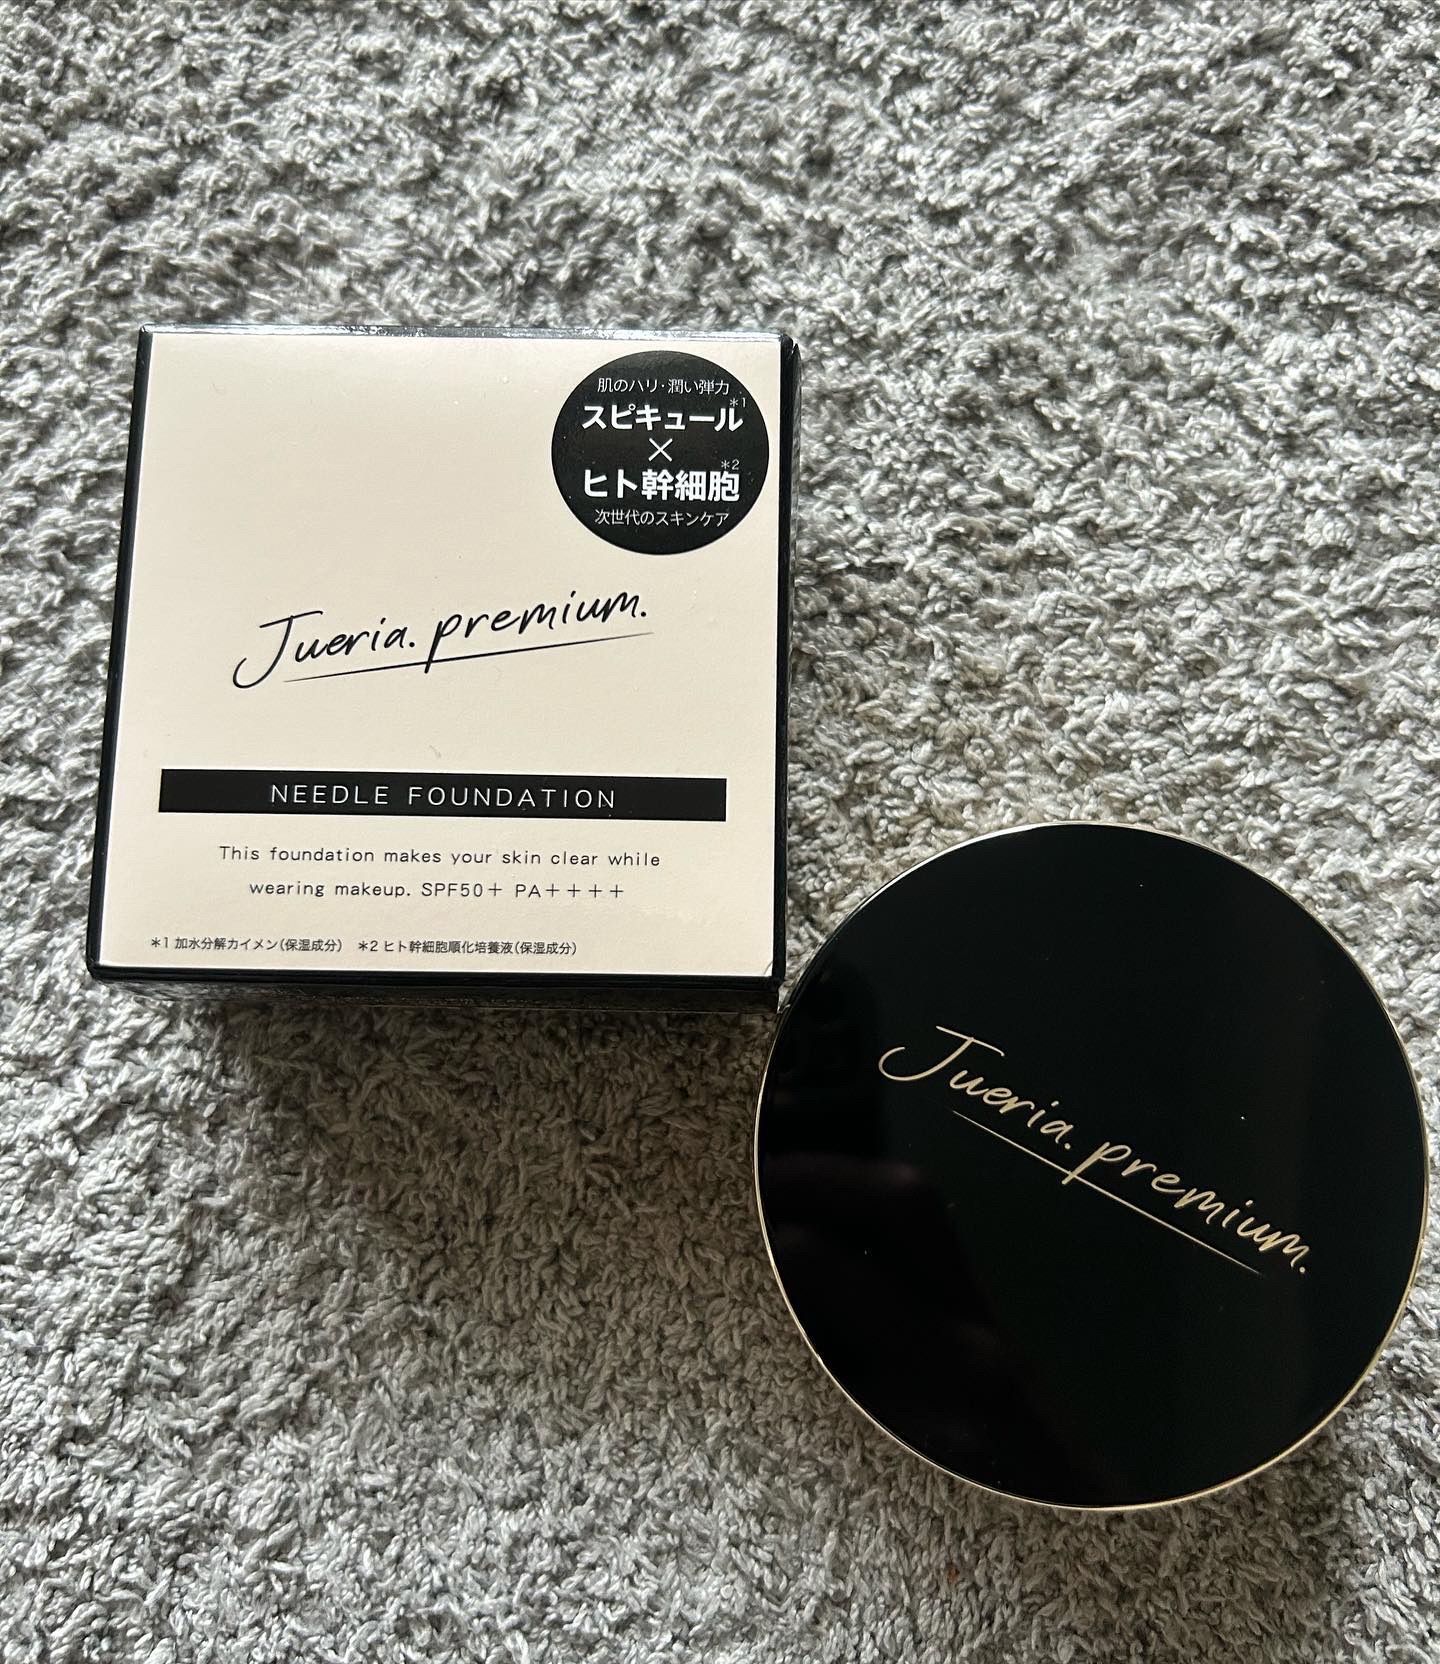 肌のハリ・潤い弾力
スピキュール*1
×
ヒト幹細胞*2
次世代のスキンケア
Jueria. premium.
NEEDLE FOUNDATION
This foundation makes your skin clear while
wearing makeup. SPF50＋ PA＋＋＋＋
*1 加水分解カイメン(保湿成分) *2 ヒト幹細胞順化培養液(保湿成分)
Jueria. premium.